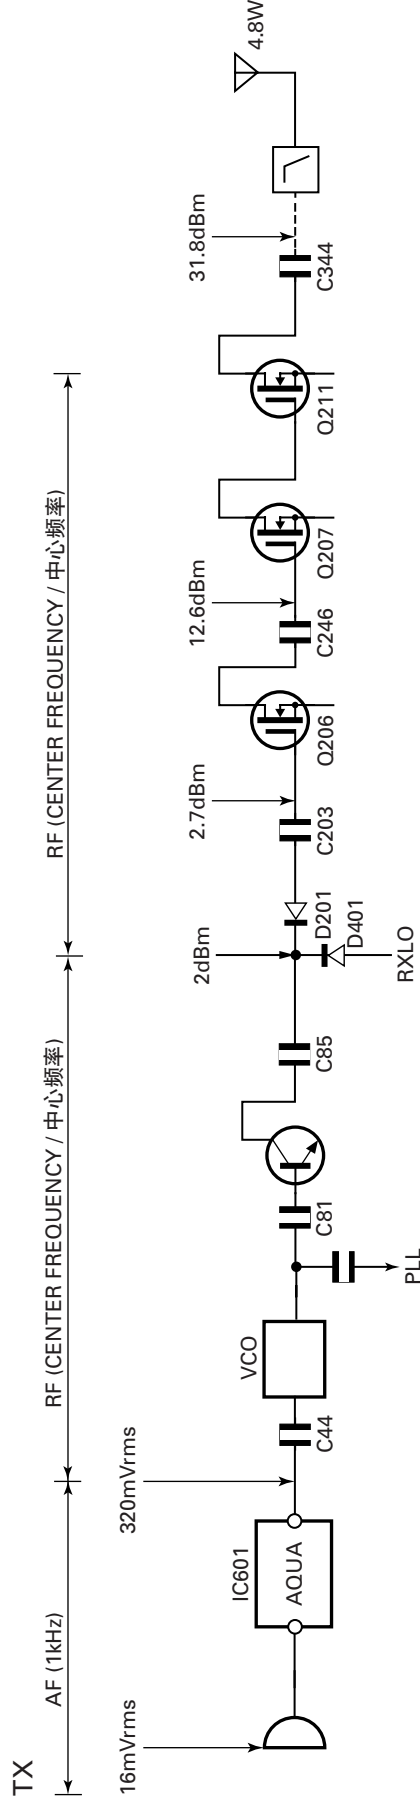 TX
AF (1kHz)
RF (CENTER FREQUENCY / 中心频率)
RF (CENTER FREQUENCY / 中心频率)
16mVrms
320mVrms
2dBm
2.7dBm
12.6dBm
31.8dBm
4.8W
IC601
AQUA
C44
VCO
PLL
C81
C85
D201
D401
RXLO
C203
Q206
C246
Q207
Q211
C344